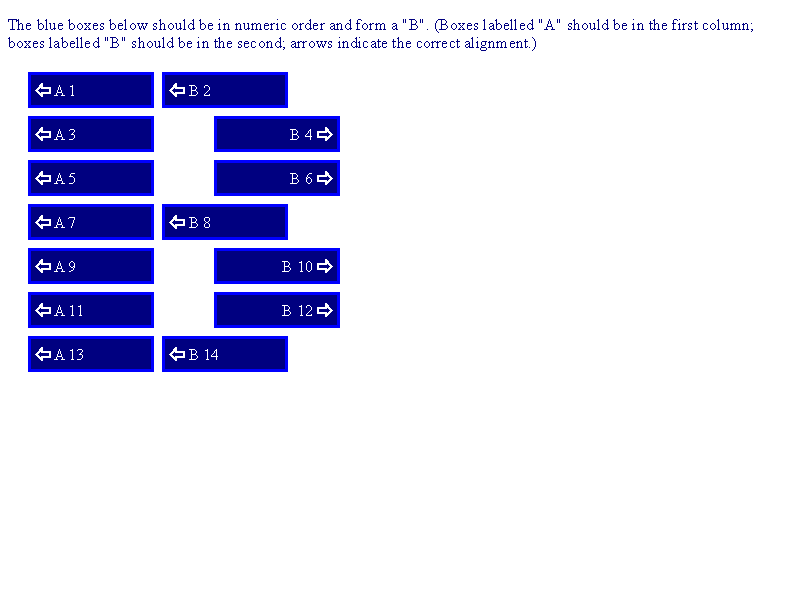 The blue boxes below should be in numeric order and form a "B". (Boxes labelled "A" should be in the first column;
boxes labelled "B" should be in the second; arrows indicate the correct alignment.)
⇦ A 1 ⇦ B 2
⇦ A 3 B 4 ⇨
⇦ A 5 B 6 ⇨
⇦ A 7 ⇦ B 8
⇦ A 9 B 10 ⇨
⇦ A 11 B 12 ⇨
⇦ A 13 ⇦ B 14